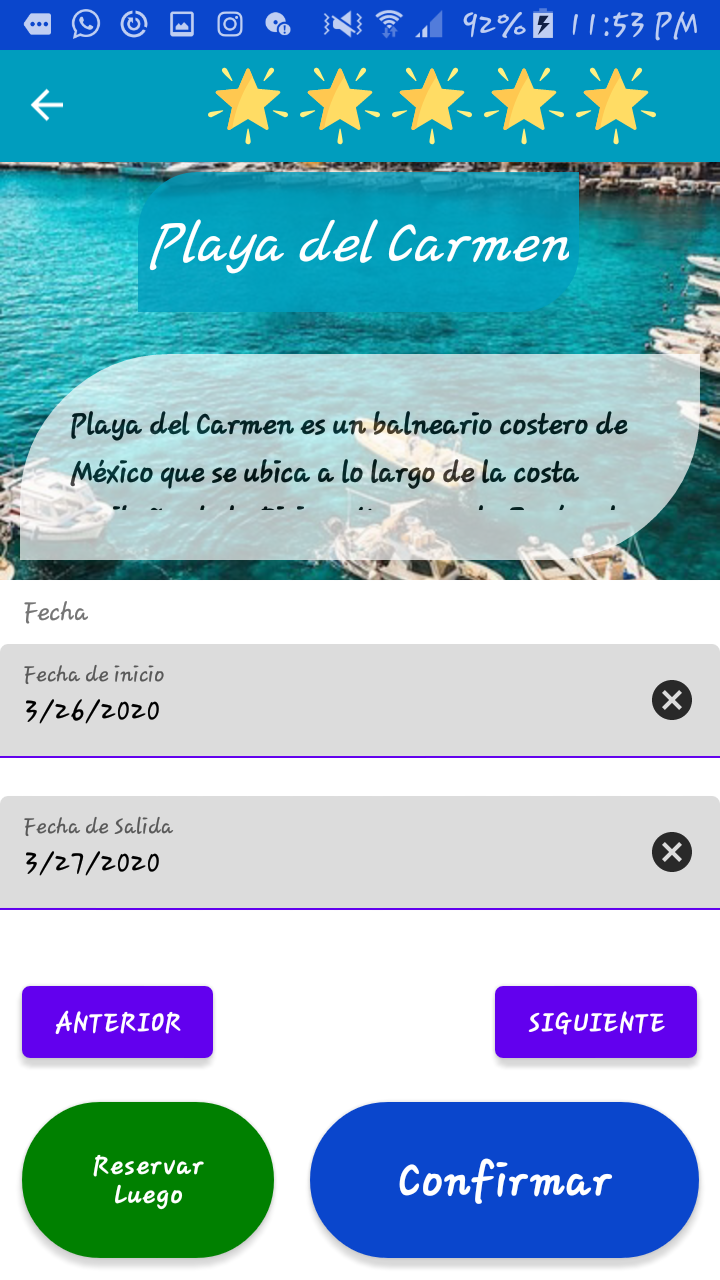 92% 11:53 PM
Playa del Carmen
Playa del Carmen es un balneario costero de
México que se ubica a lo largo de la costa
Fecha
Fecha de inicio
3/26/2020
Fecha de Salida
3/27/2020
ANTERIOR
SIGUIENTE
Reservar
Luego
Confirmar